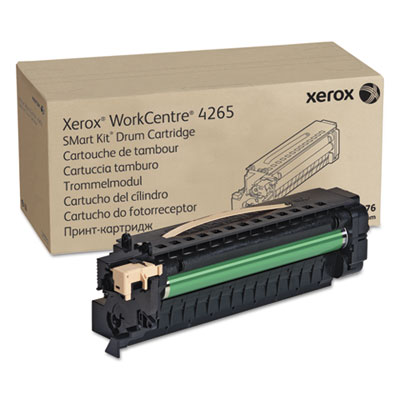 Xerox® WorkCentre® 4265
SMart Kit® Drum Cartridge
Cartouche de tambour
Cartuccia tamburo
Trommelmodul
Cartucho del cilindro
Cartucho do fotorreceptor
Принт-картридж
xerox
76